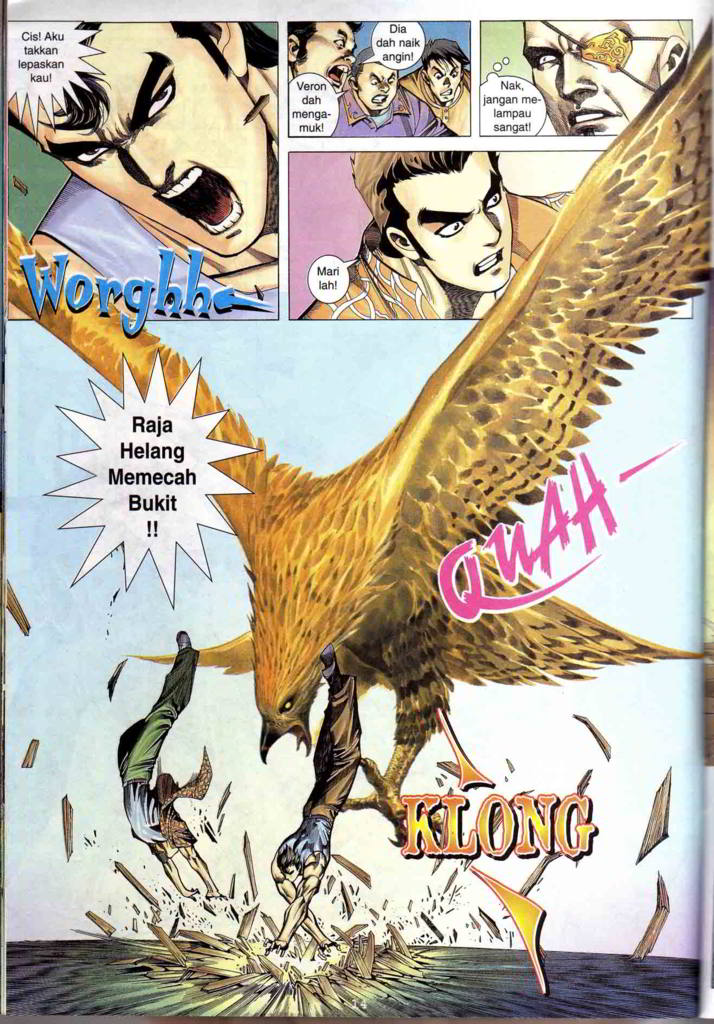 Cis! Aku
takkan
lepaskan
kau!
Worghh
Veron
dah
menga-
muk!
Dia
dah naik
angin!
Nak,
jangan me-
lampau
sangat!
Mari
lah!
Raja
Helang
Memecah
Bukit
!!
QUAH
KLONG
14